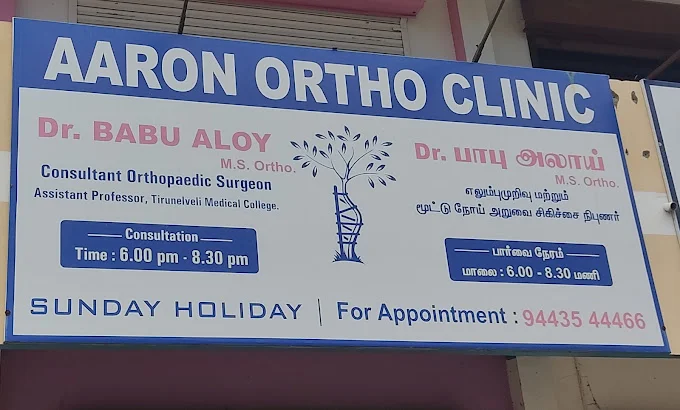 AARON ORTHO CLINIC
Dr. BABU ALOY
M.S. Ortho.
Consultant Orthopaedic Surgeon
Assistant Professor, Tirunelveli Medical College.
Consultation
Time : 6.00 pm - 8.30 pm
Dr. பாபு அலாய்
M.S. Ortho.
எலும்புமுறிவு மற்றும்
மூட்டு நோய் அறுவை சிகிச்சை நிபுணர்
பார்வை நேரம்
மாலை : 6.00 - 8.30 மணி
SUNDAY HOLIDAY | For Appointment : 94435 44466